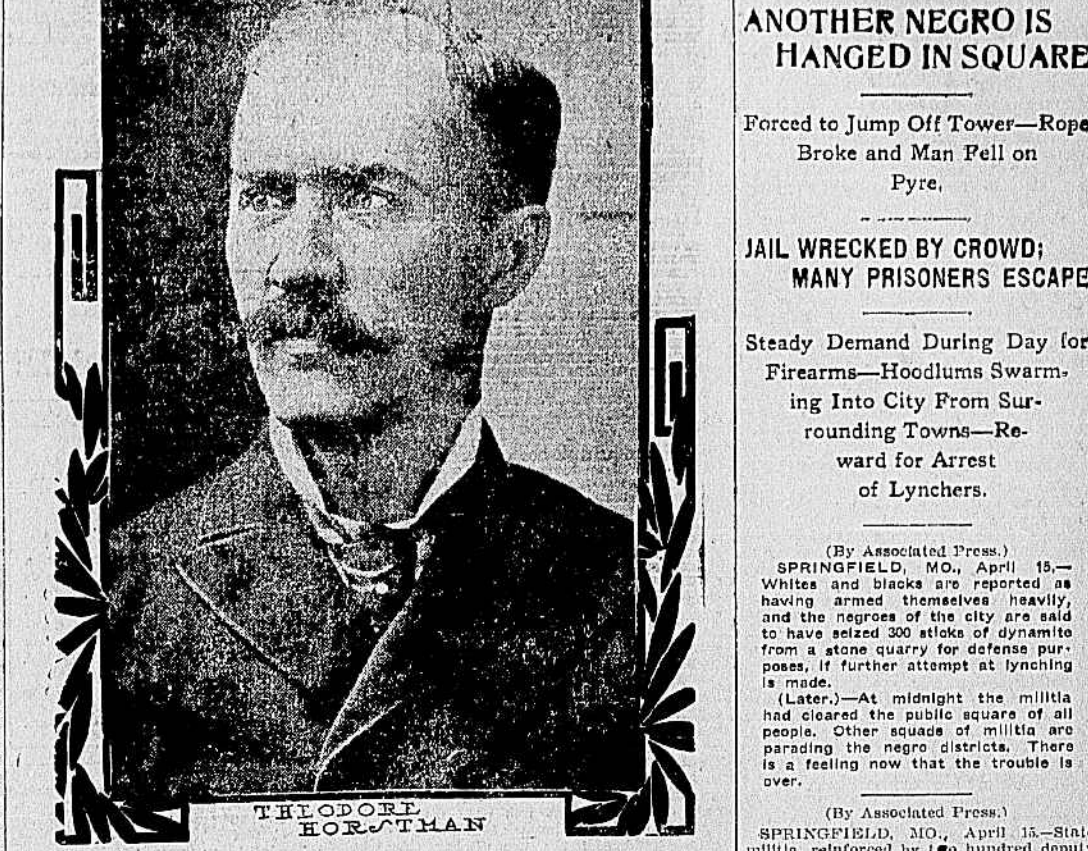 THEODORE
HORSTMAN
ANOTHER NEGRO IS
HANGED IN SQUARE
Forced to Jump Off Tower—Rope
Broke and Man Fell on
Pyre.
JAIL WRECKED BY CROWD;
MANY PRISONERS ESCAPE
Steady Demand During Day for
Firearms—Hoodlums Swarm-
ing Into City From Sur-
rounding Towns—Re-
ward for Arrest
of Lynchers.
(By Associated Press.)
SPRINGFIELD, MO., April 15.—
Whites and blacks are reported as
having armed themselves heavily,
and the negroes of the city are said
to have seized 300 sticks of dynamite
from a stone quarry for defense pur-
poses, if further attempt at lynching
is made.
(Later.)—At midnight the militia
had cleared the public square of all
people. Other squads of militia are
parading the negro districts. There
is a feeling now that the trouble is
over.
(By Associated Press.)
SPRINGFIELD, MO., April 15.—Stat
militia, reinforced by two hundred deput